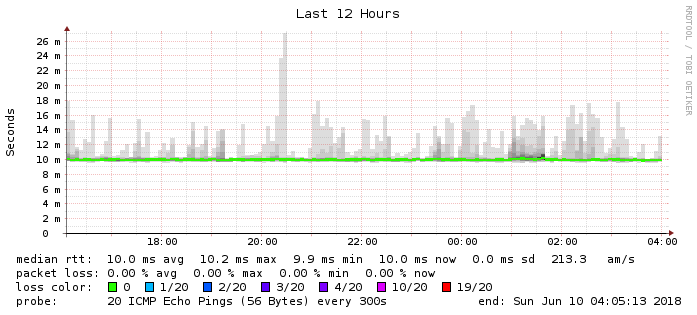 Last 12 Hours
RRDTOOL / TOBI OETIKER
Seconds
26 m
24 m
22 m
20 m
18 m
16 m
14 m
12 m
10 m
8 m
6 m
4 m
2 m
0
18:00 20:00 22:00 00:00 02:00 04:00
median rtt: 10.0 ms avg 10.2 ms max 9.9 ms min 10.0 ms now 0.0 ms sd 213.3 am/s
packet loss: 0.00 % avg 0.00 % max 0.00 % min 0.00 % now
loss color: 0 1/20 2/20 3/20 4/20 10/20 19/20
probe: 20 ICMP Echo Pings (56 Bytes) every 300s end: Sun Jun 10 04:05:13 2018